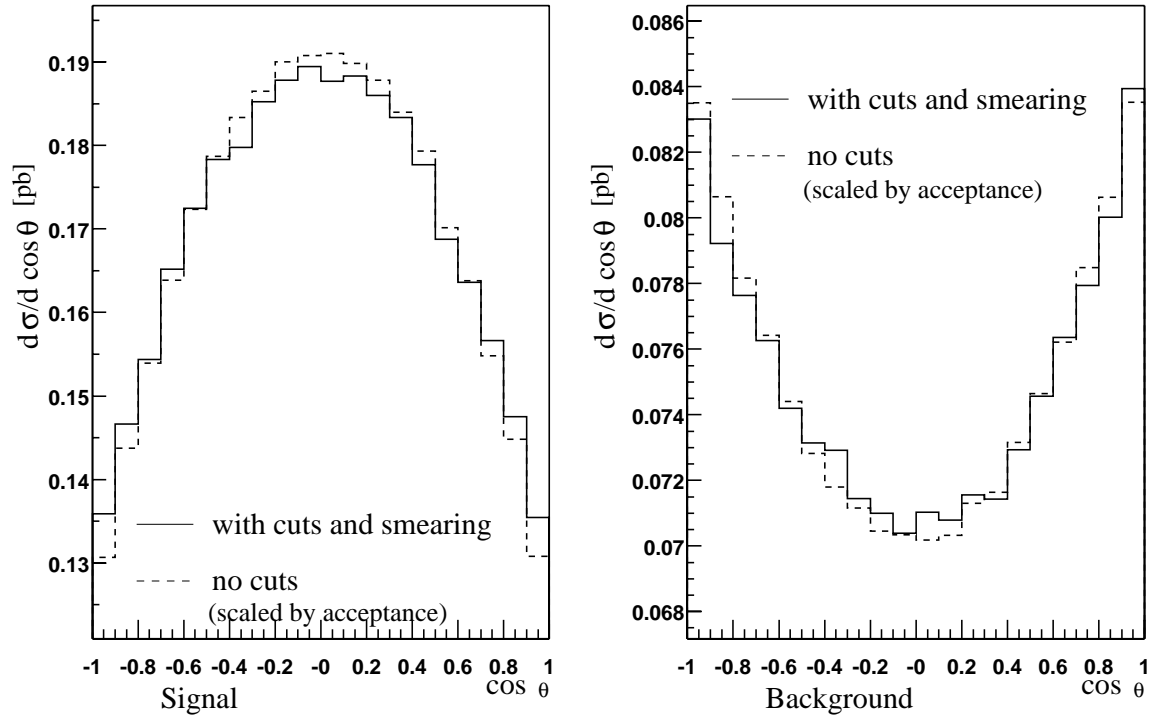 dσ/d cos θ [pb]
0.19
0.18
0.17
0.16
0.15
0.14
0.13
with cuts and smearing
no cuts
(scaled by acceptance)
-1 -0.8 -0.6 -0.4 -0.2 -0 0.2 0.4 0.6 0.8 1
cos θ
Signal
dσ/d cos θ [pb]
0.086
0.084
0.082
0.08
0.078
0.076
0.074
0.072
0.07
0.068
with cuts and smearing
no cuts
(scaled by acceptance)
-1 -0.8 -0.6 -0.4 -0.2 -0 0.2 0.4 0.6 0.8 1
cos θ
Background